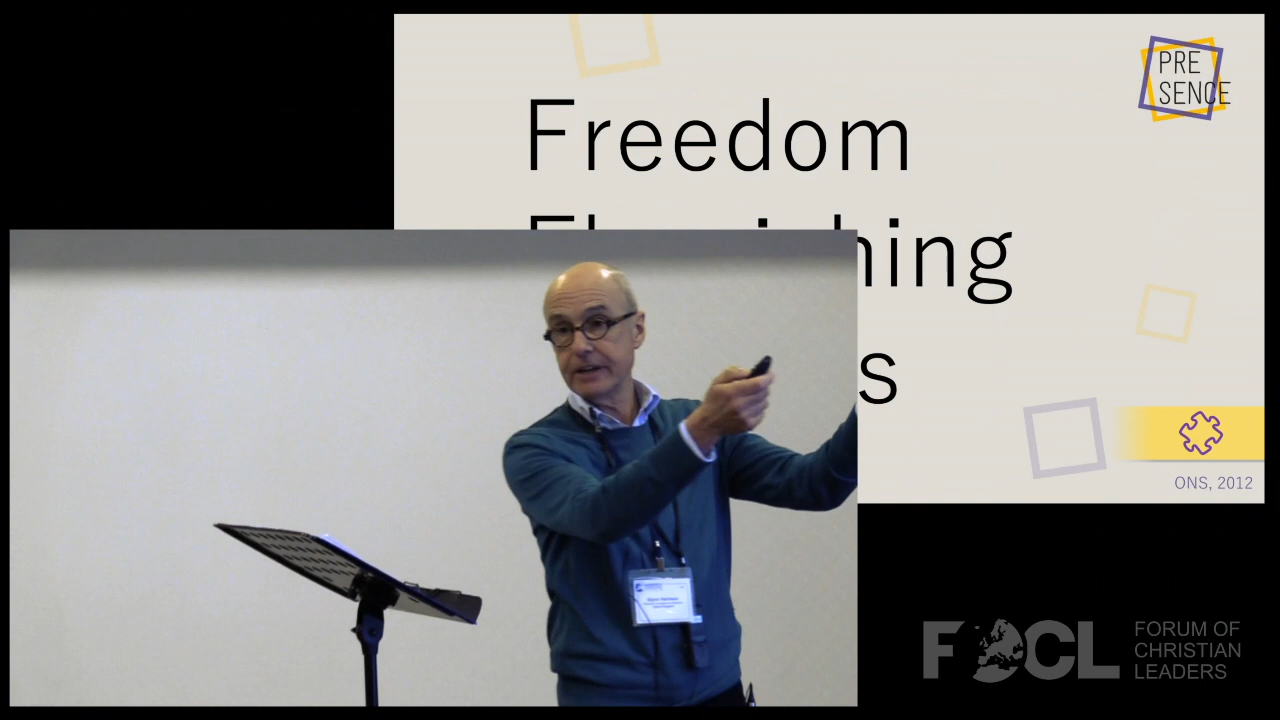 PRE
SENCE
Freedom
hing
s
ONS, 2012
FOCL
FORUM OF
CHRISTIAN
LEADERS